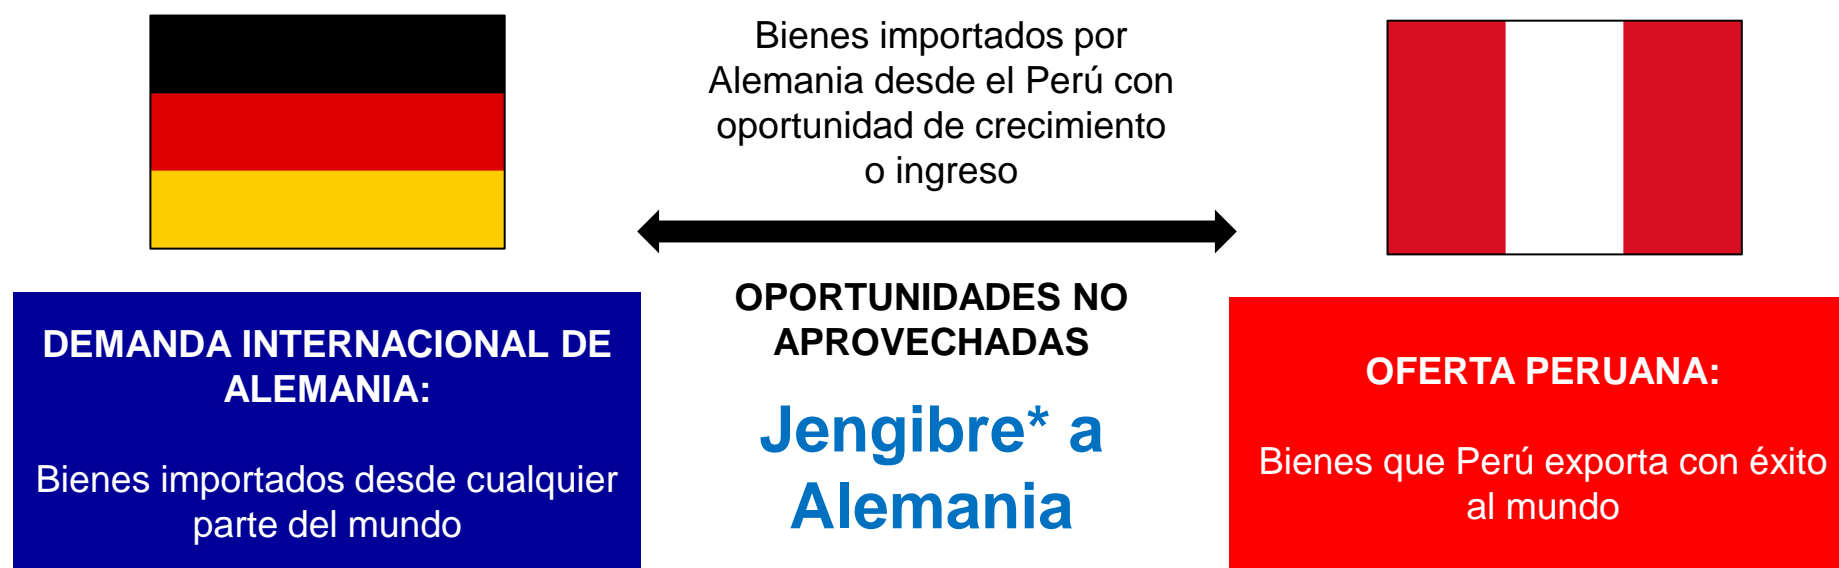 Bienes importados por
Alemania desde el Perú con
oportunidad de crecimiento
o ingreso
DEMANDA INTERNACIONAL DE
ALEMANIA:
Bienes importados desde cualquier
parte del mundo
OPORTUNIDADES NO
APROVECHADAS
Jengibre* a
Alemania
OFERTA PERUANA:
Bienes que Perú exporta con éxito
al mundo